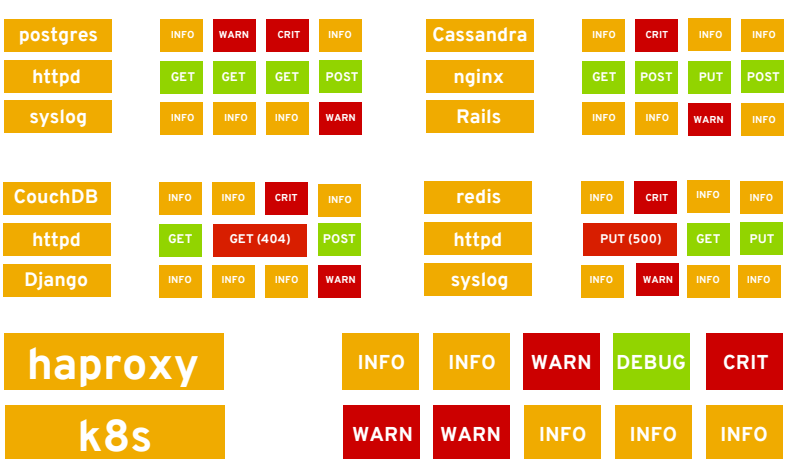 postgres INFO WARN CRIT INFO
httpd GET GET GET POST
syslog INFO INFO INFO WARN
Cassandra INFO CRIT INFO INFO
nginx GET POST PUT POST
Rails INFO INFO WARN INFO
CouchDB INFO INFO CRIT INFO
httpd GET GET (404) POST
Django INFO INFO INFO WARN
redis INFO CRIT INFO INFO
httpd PUT (500) GET PUT
syslog INFO WARN INFO INFO
haproxy INFO INFO WARN DEBUG CRIT
k8s WARN WARN INFO INFO INFO